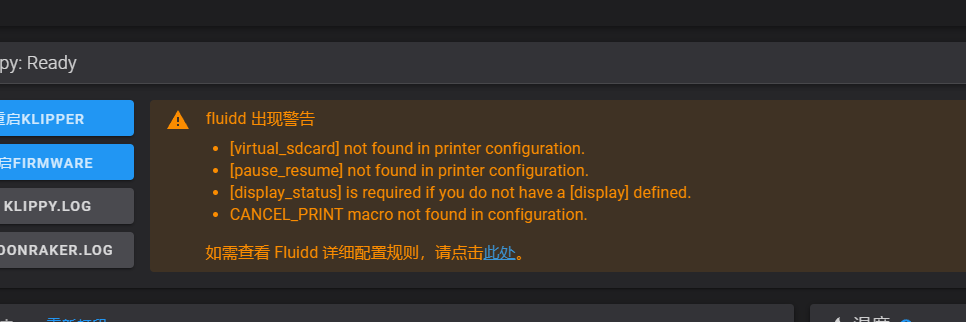 py: Ready
重启KLIPPER
启FIRMWARE
KLIPPY.LOG
OONRAKER.LOG
fluidd 出现警告
[virtual_sdcard] not found in printer configuration.
[pause_resume] not found in printer configuration.
[display_status] is required if you do not have a [display] defined.
CANCEL_PRINT macro not found in configuration.
如需查看 Fluidd 详细配置规则，请点击此处。